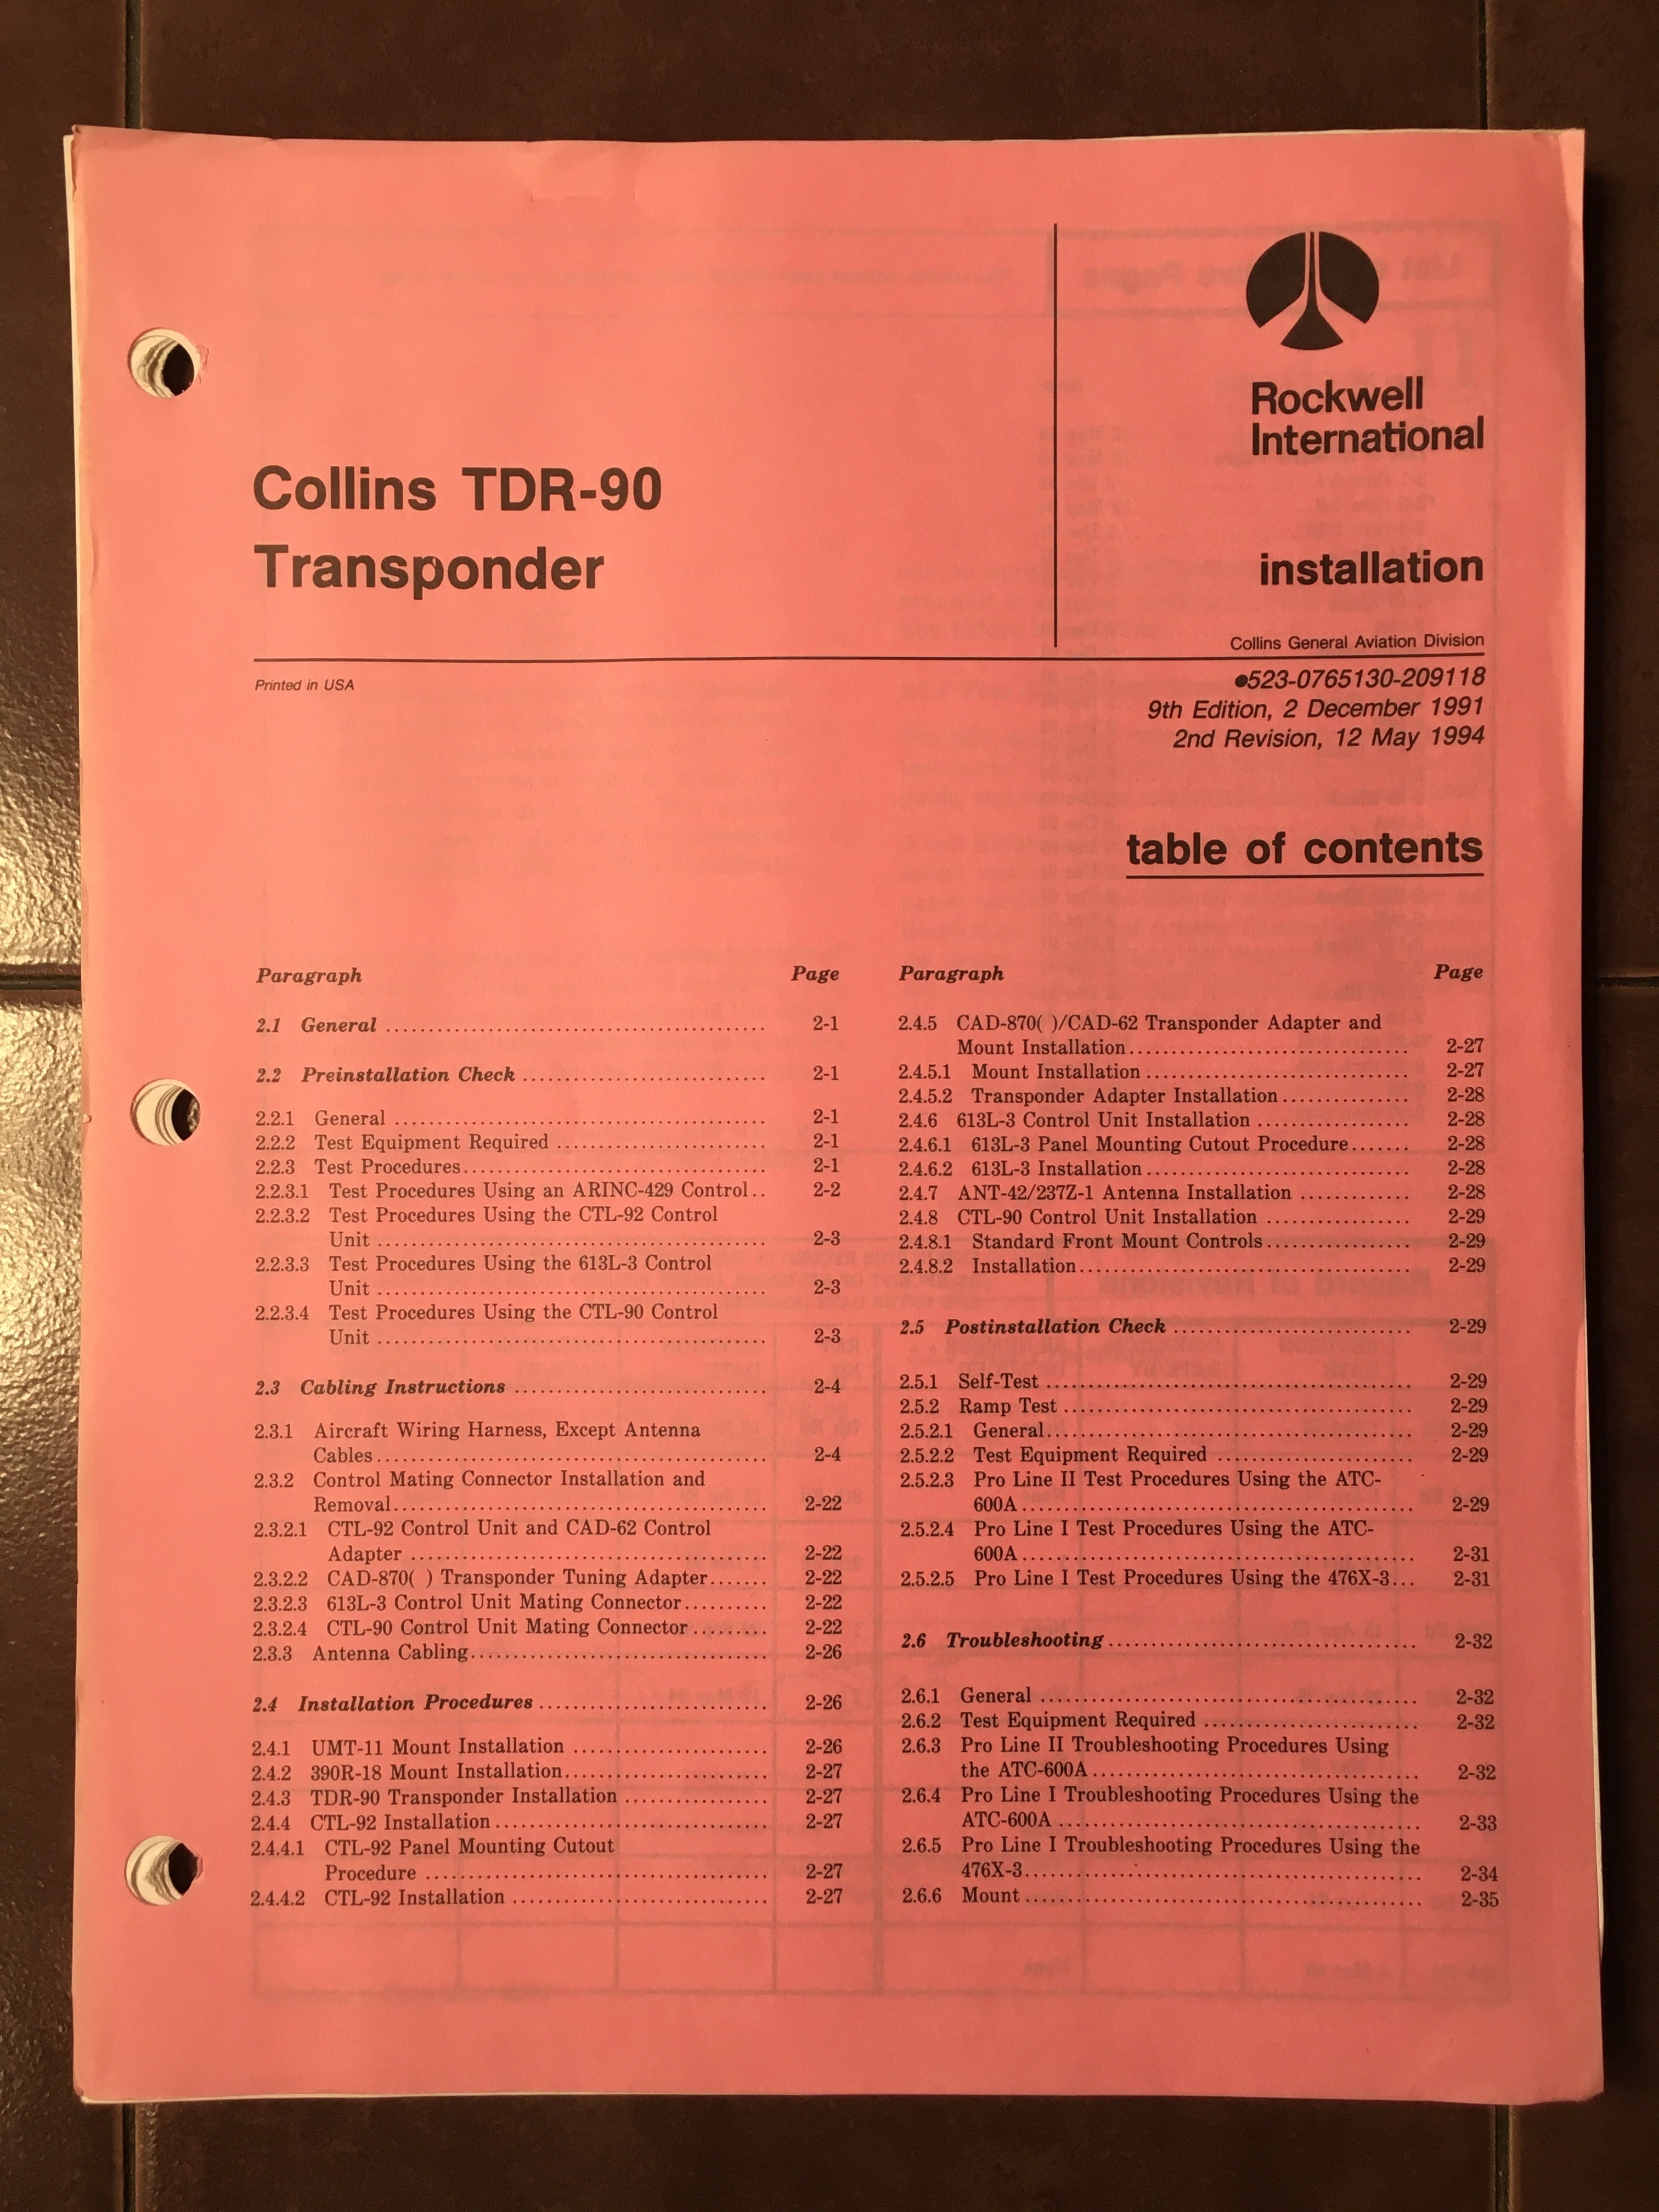 Rockwell
International
Collins TDR-90
Transponder
installation
Collins General Aviation Division
Printed in USA
●523-0765130-209118
9th Edition, 2 December 1991
2nd Revision, 12 May 1994
table of contents
Paragraph Page
2.1 General ........ 2-1
2.2 Preinstallation Check ........ 2-1
2.2.1 General ........ 2-1
2.2.2 Test Equipment Required ........ 2-1
2.2.3 Test Procedures ........ 2-1
2.2.3.1 Test Procedures Using an ARINC-429 Control .. 2-2
2.2.3.2 Test Procedures Using the CTL-92 Control
Unit ........ 2-3
2.2.3.3 Test Procedures Using the 613L-3 Control
Unit ........ 2-3
2.2.3.4 Test Procedures Using the CTL-90 Control
Unit ........ 2-3
2.3 Cabling Instructions ........ 2-4
2.3.1 Aircraft Wiring Harness, Except Antenna
Cables ........ 2-4
2.3.2 Control Mating Connector Installation and
Removal ........ 2-22
2.3.2.1 CTL-92 Control Unit and CAD-62 Control
Adapter ........ 2-22
2.3.2.2 CAD-870( ) Transponder Tuning Adapter ....... 2-22
2.3.2.3 613L-3 Control Unit Mating Connector ........ 2-22
2.3.2.4 CTL-90 Control Unit Mating Connector ........ 2-22
2.3.3 Antenna Cabling ........ 2-26
2.4 Installation Procedures ........ 2-26
2.4.1 UMT-11 Mount Installation ........ 2-26
2.4.2 390R-18 Mount Installation ........ 2-27
2.4.3 TDR-90 Transponder Installation ........ 2-27
2.4.4 CTL-92 Installation ........ 2-27
2.4.4.1 CTL-92 Panel Mounting Cutout
Procedure ........ 2-27
2.4.4.2 CTL-92 Installation ........ 2-27
Paragraph Page
2.4.5 CAD-870( )/CAD-62 Transponder Adapter and
Mount Installation ........ 2-27
2.4.5.1 Mount Installation ........ 2-27
2.4.5.2 Transponder Adapter Installation ........ 2-28
2.4.6 613L-3 Control Unit Installation ........ 2-28
2.4.6.1 613L-3 Panel Mounting Cutout Procedure ....... 2-28
2.4.6.2 613L-3 Installation ........ 2-28
2.4.7 ANT-42/237Z-1 Antenna Installation ........ 2-28
2.4.8 CTL-90 Control Unit Installation ........ 2-29
2.4.8.1 Standard Front Mount Controls ........ 2-29
2.4.8.2 Installation ........ 2-29
2.5 Postinstallation Check ........ 2-29
2.5.1 Self-Test ........ 2-29
2.5.2 Ramp Test ........ 2-29
2.5.2.1 General ........ 2-29
2.5.2.2 Test Equipment Required ........ 2-29
2.5.2.3 Pro Line II Test Procedures Using the ATC-
600A ........ 2-29
2.5.2.4 Pro Line I Test Procedures Using the ATC-
600A ........ 2-31
2.5.2.5 Pro Line I Test Procedures Using the 476X-3 ... 2-31
2.6 Troubleshooting ........ 2-32
2.6.1 General ........ 2-32
2.6.2 Test Equipment Required ........ 2-32
2.6.3 Pro Line II Troubleshooting Procedures Using
the ATC-600A ........ 2-32
2.6.4 Pro Line I Troubleshooting Procedures Using the
ATC-600A ........ 2-33
2.6.5 Pro Line I Troubleshooting Procedures Using the
476X-3 ........ 2-34
2.6.6 Mount ........ 2-35